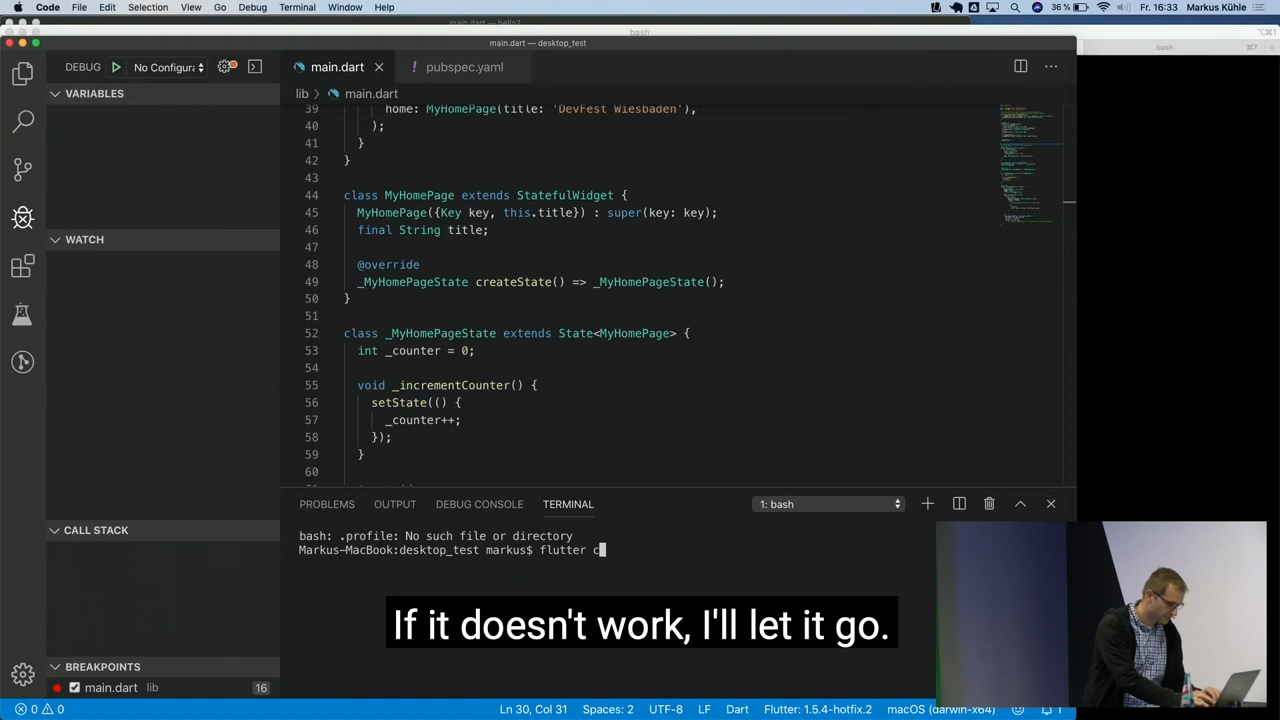 Code File Edit Selection View Go Debug Terminal Window Help 36 % Fr. 16:33 Markus Kühle
main.dart — hello2
bash
⌥⌘1
main.dart — desktop_test
bash ⌘7
DEBUG No Configura
main.dart
pubspec.yaml
lib > main.dart
VARIABLES
WATCH
CALL STACK
BREAKPOINTS
main.dart lib 16
39 home: MyHomePage(title: 'DevFest Wiesbaden'),
40 );
41 }
42 }
43
44 class MyHomePage extends StatefulWidget {
45 MyHomePage({Key key, this.title}) : super(key: key);
46 final String title;
47
48 @override
49 _MyHomePageState createState() => _MyHomePageState();
50 }
51
52 class _MyHomePageState extends State<MyHomePage> {
53 int _counter = 0;
54
55 void _incrementCounter() {
56 setState(() {
57 _counter++;
58 });
59 }
60
PROBLEMS OUTPUT DEBUG CONSOLE TERMINAL 1: bash
bash: .profile: No such file or directory
Markus-MacBook:desktop_test markus$ flutter c
If it doesn't work, I'll let it go.
0 0 Ln 30, Col 31 Spaces: 2 UTF-8 LF Dart Flutter: 1.5.4-hotfix.2 macOS (darwin-x64) 1